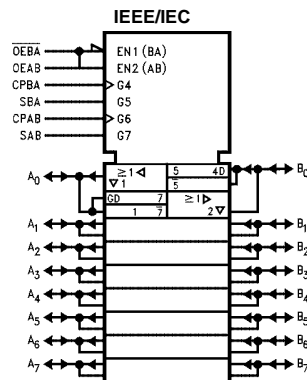 IEEE/IEC
OEBA EN1 (BA)
OEAB EN2 (AB)
CPBA G4
SBA G5
CPAB G6
SAB G7
A0 ≥1 ◁ 5 4D B0
▽1 5̅
GD 7 ≥1 ▷
1 7̅ 2▽
A1 B1
A2 B2
A3 B3
A4 B4
A5 B5
A6 B6
A7 B7